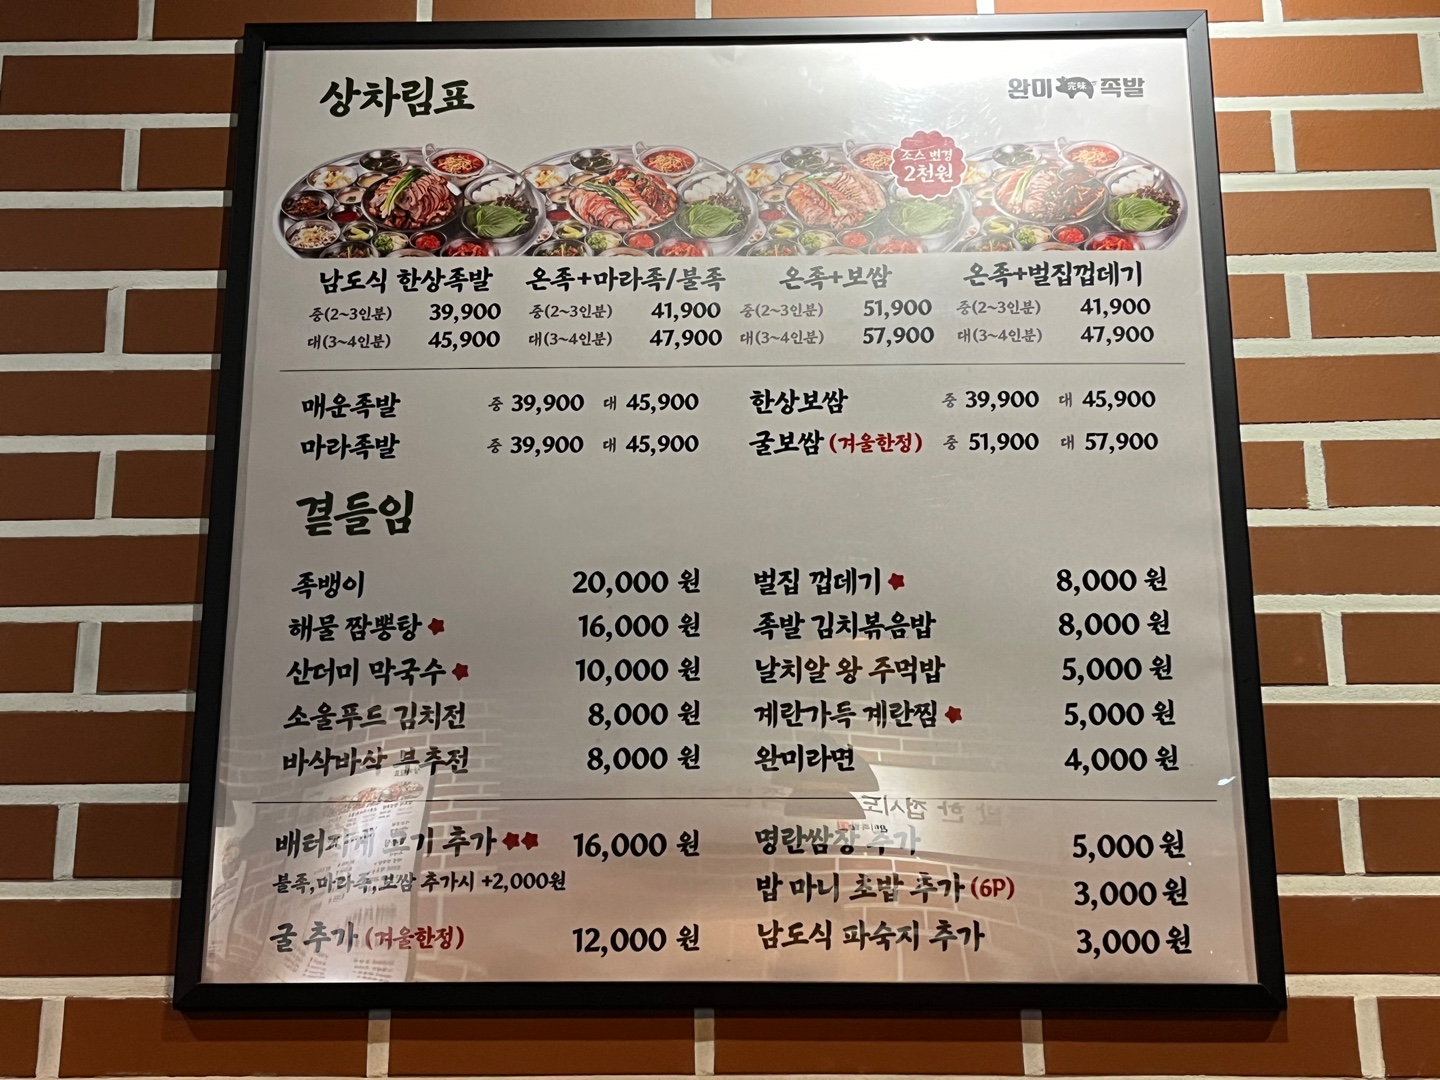 상차림표
완미 完味 족발
조스 변경
2천원
남도식 한상족발
중(2~3인분) 39,900
대(3~4인분) 45,900
온족+마라족/불족
중(2~3인분) 41,900
대(3~4인분) 47,900
온족+보쌈
중(2~3인분) 51,900
대(3~4인분) 57,900
온족+벌집껍데기
중(2~3인분) 41,900
대(3~4인분) 47,900
매운족발 중 39,900 대 45,900
마라족발 중 39,900 대 45,900
한상보쌈 중 39,900 대 45,900
굴보쌈 (겨울한정) 중 51,900 대 57,900
곁들임
족뱅이 20,000 원
해물 짬뽕탕 16,000 원
산더미 막국수 10,000 원
소울푸드 김치전 8,000 원
바삭바삭 부추전 8,000 원
벌집 껍데기 8,000 원
족발 김치볶음밥 8,000 원
날치알 왕 주먹밥 5,000 원
계란가득 계란찜 5,000 원
완미라면 4,000 원
배터지게 고기 추가 16,000 원
불족,마라족,보쌈 추가시 +2,000원
굴 추가 (겨울한정) 12,000 원
명란쌈장 추가 5,000 원
밥 마니 초밥 추가 (6P) 3,000 원
남도식 파숙지 추가 3,000 원